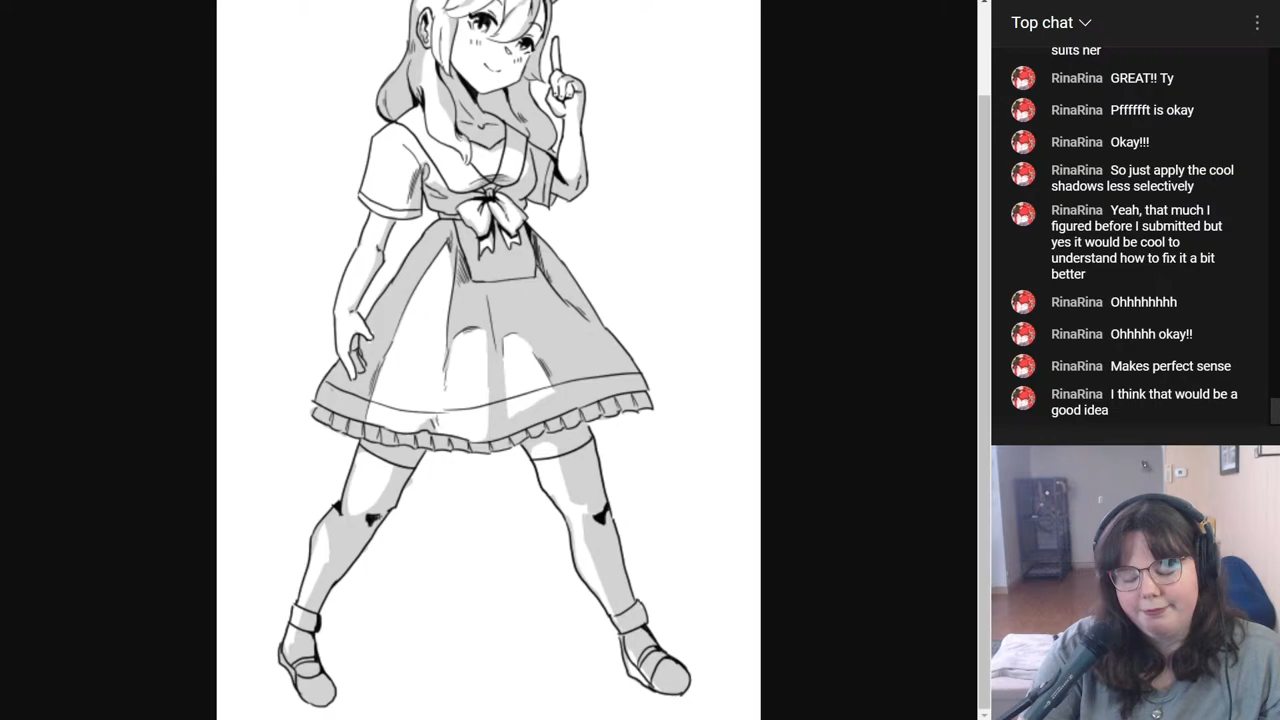 Top chat
suits her
RinaRina GREAT!! Ty
RinaRina Pffffffft is okay
RinaRina Okay!!!
RinaRina So just apply the cool
shadows less selectively
RinaRina Yeah, that much I
figured before I submitted but
yes it would be cool to
understand how to fix it a bit
better
RinaRina Ohhhhhhhh
RinaRina Ohhhhh okay!!
RinaRina Makes perfect sense
RinaRina I think that would be a
good idea